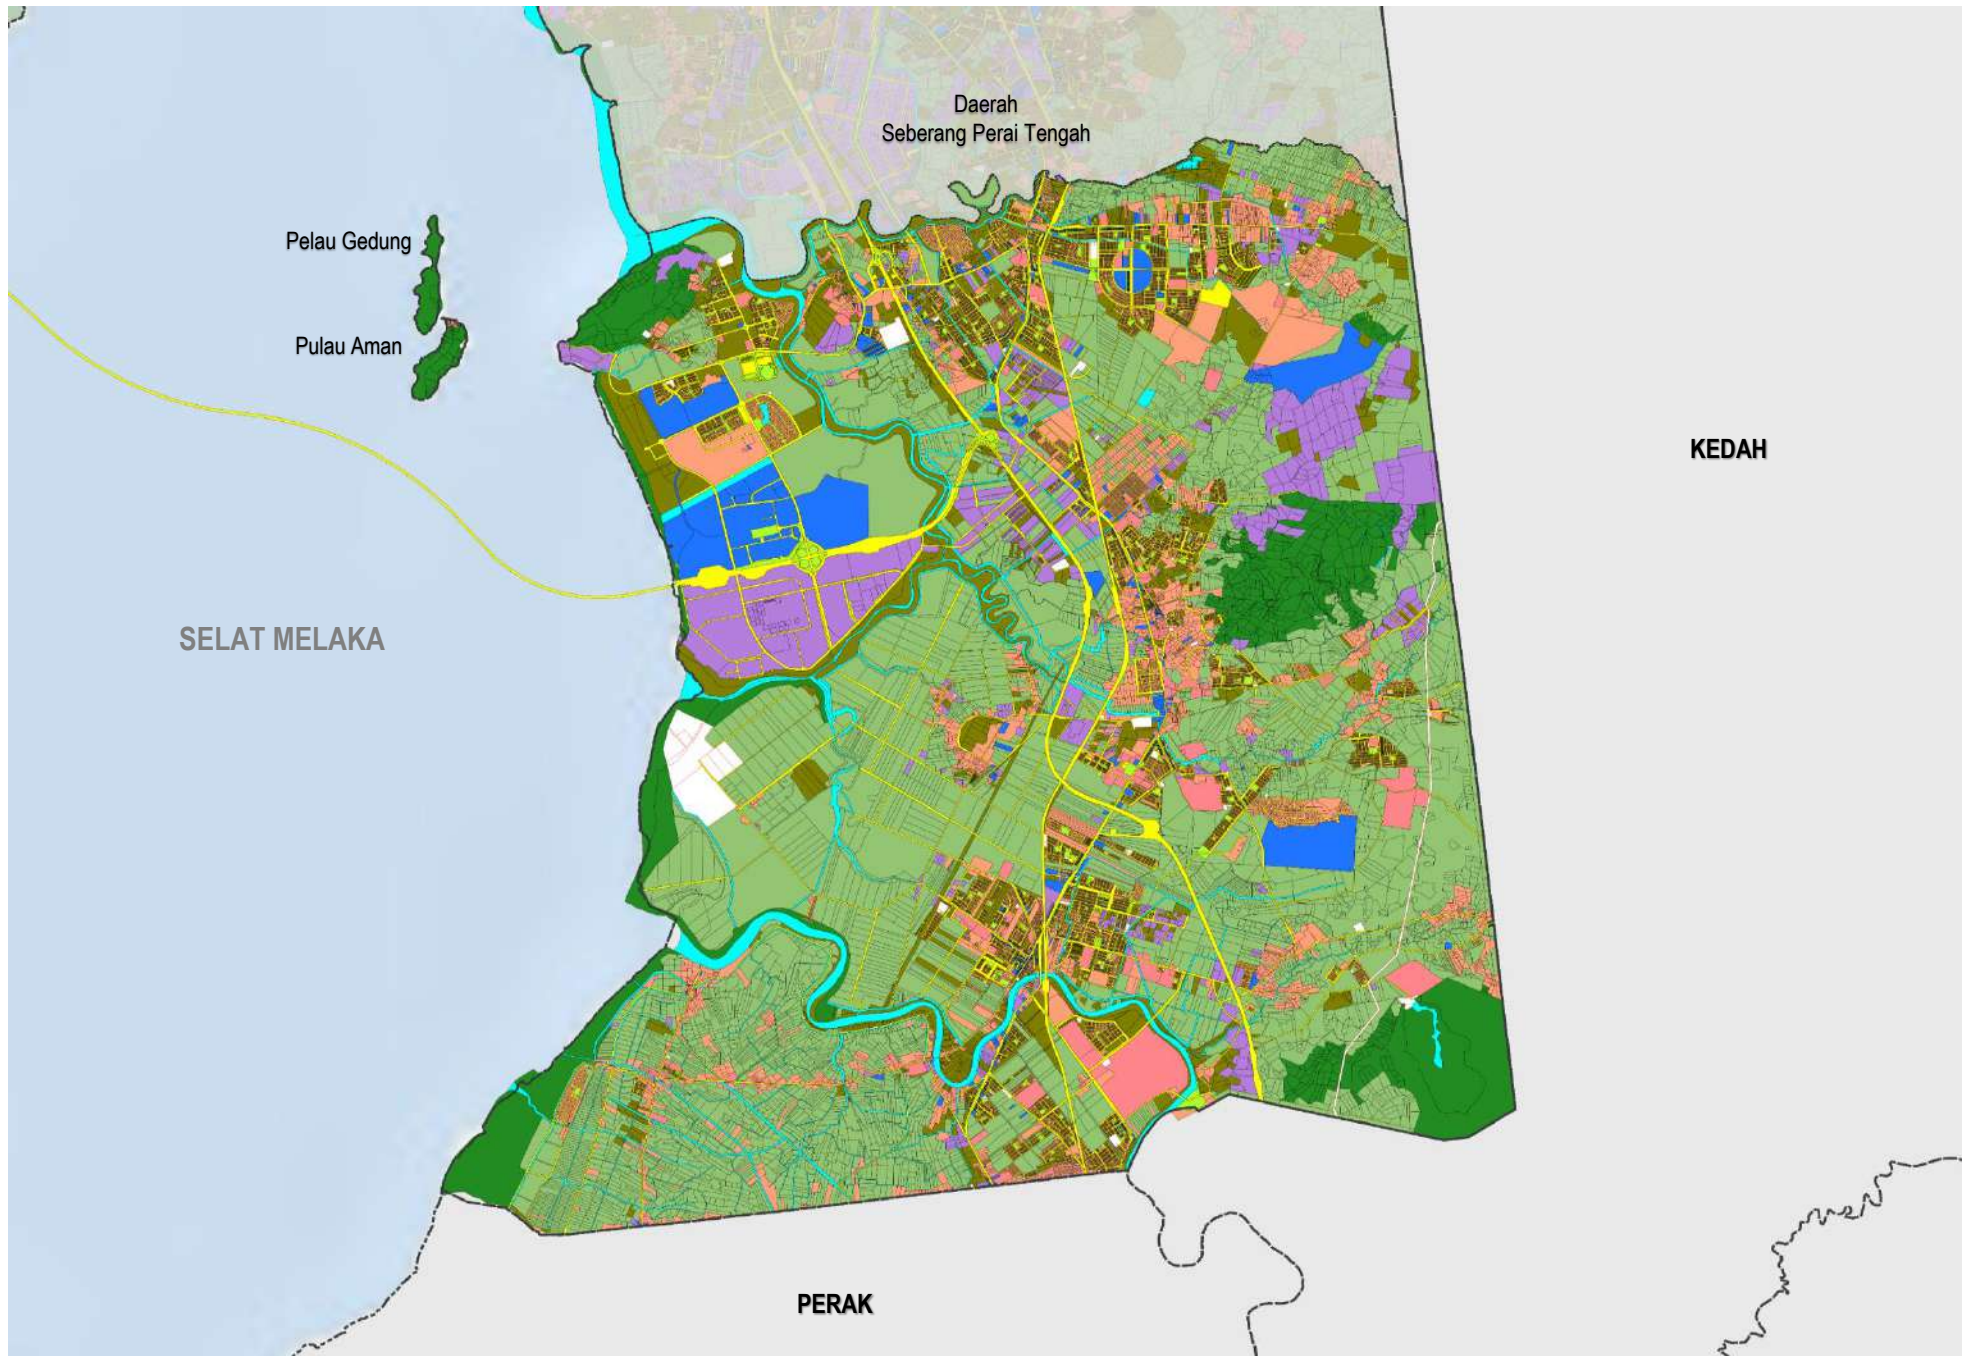 Daerah
Seberang Perai Tengah
Pelau Gedung
Pulau Aman
KEDAH
SELAT MELAKA
PERAK